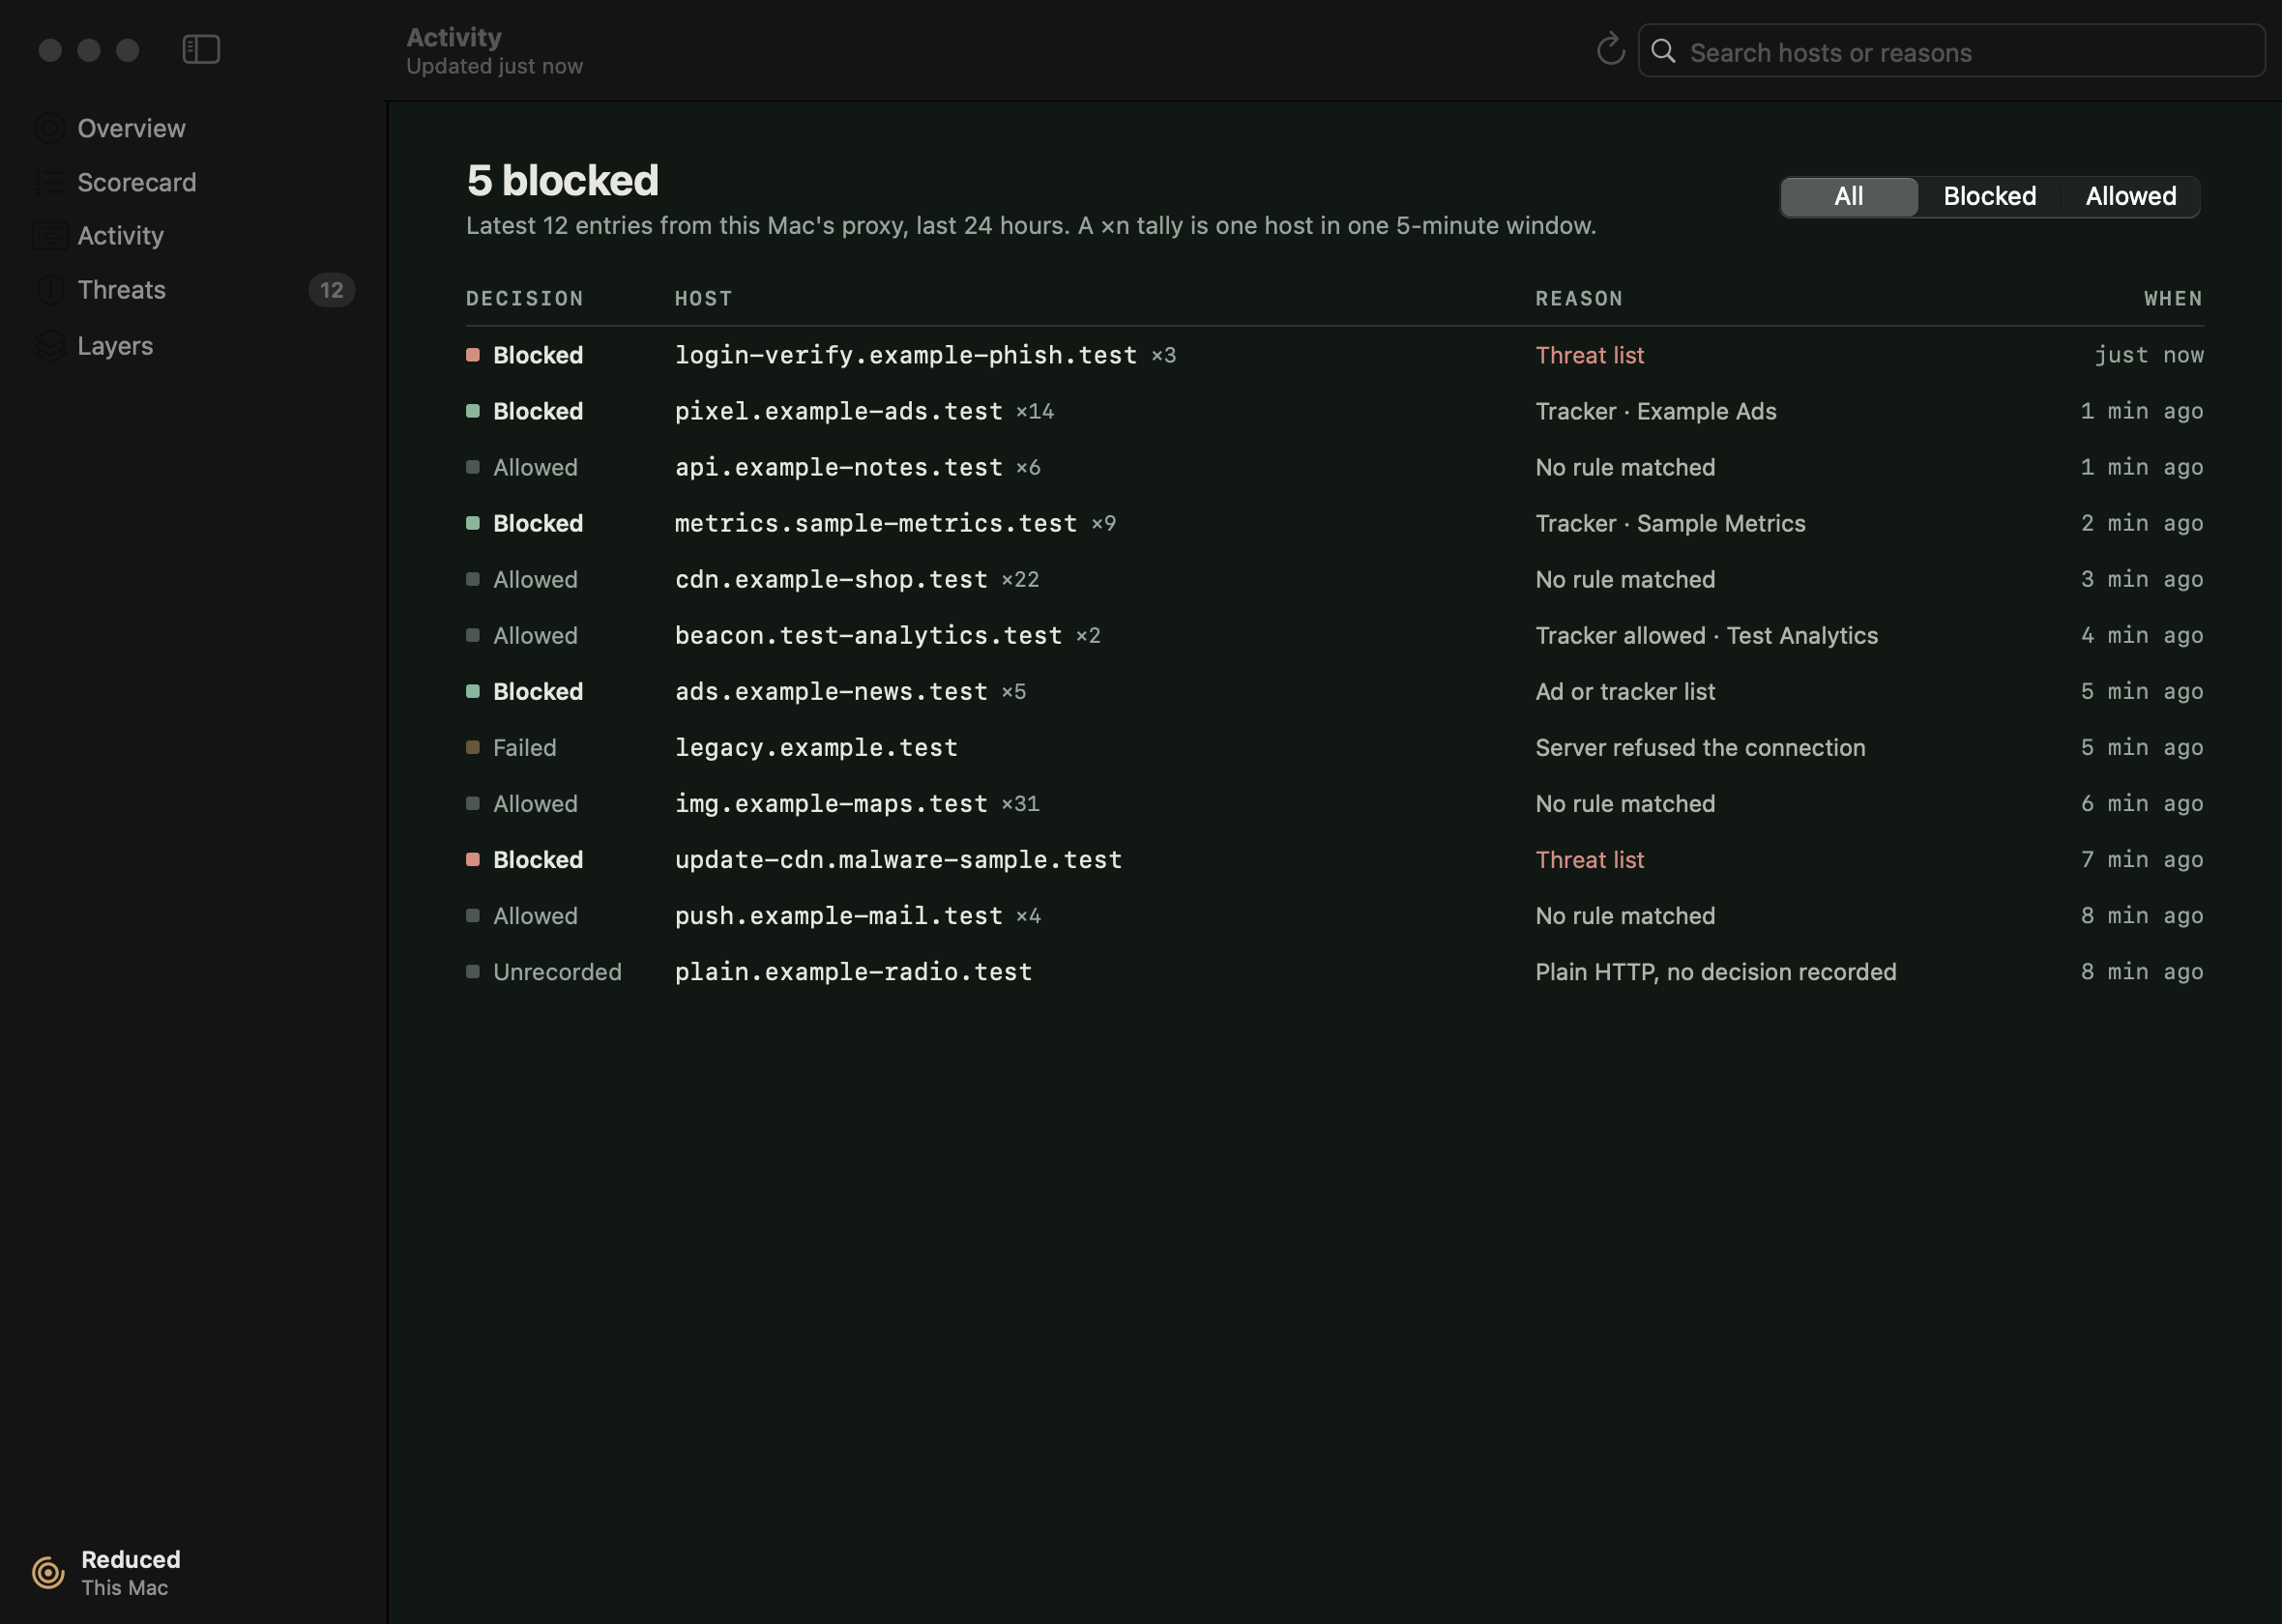 Activity
Updated just now
Search hosts or reasons
Overview
Scorecard
Activity
Threats 12
Layers
5 blocked
Latest 12 entries from this Mac's proxy, last 24 hours. A ×n tally is one host in one 5-minute window.
All Blocked Allowed
DECISION HOST REASON WHEN
Blocked login-verify.example-phish.test ×3 Threat list just now
Blocked pixel.example-ads.test ×14 Tracker · Example Ads 1 min ago
Allowed api.example-notes.test ×6 No rule matched 1 min ago
Blocked metrics.sample-metrics.test ×9 Tracker · Sample Metrics 2 min ago
Allowed cdn.example-shop.test ×22 No rule matched 3 min ago
Allowed beacon.test-analytics.test ×2 Tracker allowed · Test Analytics 4 min ago
Blocked ads.example-news.test ×5 Ad or tracker list 5 min ago
Failed legacy.example.test Server refused the connection 5 min ago
Allowed img.example-maps.test ×31 No rule matched 6 min ago
Blocked update-cdn.malware-sample.test Threat list 7 min ago
Allowed push.example-mail.test ×4 No rule matched 8 min ago
Unrecorded plain.example-radio.test Plain HTTP, no decision recorded 8 min ago
Reduced
This Mac